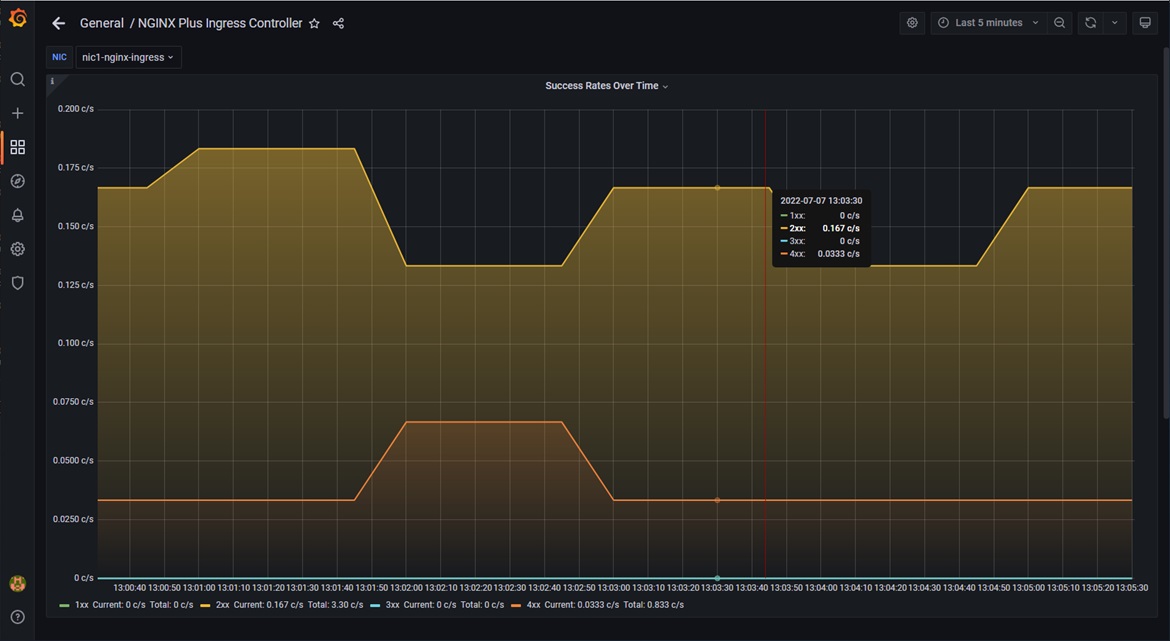 General / NGINX Plus Ingress Controller
Last 5 minutes
NIC nic1-nginx-ingress
i
Success Rates Over Time
0.200 c/s
0.175 c/s
0.150 c/s
0.125 c/s
0.100 c/s
0.0750 c/s
0.0500 c/s
0.0250 c/s
0 c/s
2022-07-07 13:03:30
1xx: 0 c/s
2xx: 0.167 c/s
3xx: 0 c/s
4xx: 0.0333 c/s
13:00:40 13:00:50 13:01:00 13:01:10 13:01:20 13:01:30 13:01:40 13:01:50 13:02:00 13:02:10 13:02:20 13:02:30 13:02:40 13:02:50 13:03:00 13:03:10 13:03:20 13:03:30 13:03:40 13:03:50 13:04:00 13:04:10 13:04:20 13:04:30 13:04:40 13:04:50 13:05:00 13:05:10 13:05:20 13:05:30
1xx Current: 0 c/s Total: 0 c/s 2xx Current: 0.167 c/s Total: 3.30 c/s 3xx Current: 0 c/s Total: 0 c/s 4xx Current: 0.0333 c/s Total: 0.833 c/s